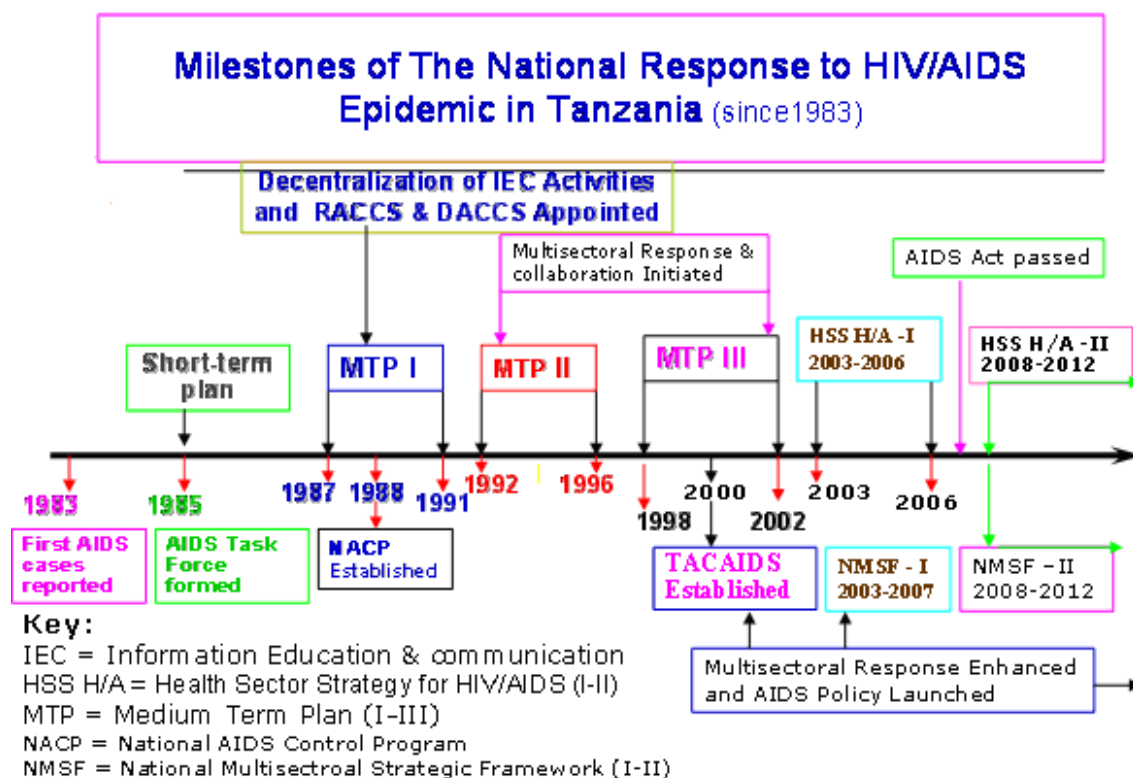 Milestones of The National Response to HIV/AIDS
Epidemic in Tanzania (since1983)
Decentralization of IEC Activities
and RACCS & DACCS Appointed
Multisectoral Response &
collaboration Initiated
AIDS Act passed
Short-term
plan
MTP I
MTP II
MTP III
HSS H/A -I
2003-2006
HSS H/A-II
2008-2012
1983
1985
1987
1988
1991
1992
1996
1998
2000
2002
2003
2006
First AIDS
cases
reported
AIDS Task
Force
formed
NACP
Established
TACAIDS
Established
NMSF - I
2003-2007
NMSF -II
2008-2012
Multisectoral Response Enhanced
and AIDS Policy Launched
Key:
IEC = Information Education & communication
HSS H/A = Health Sector Strategy for HIV/AIDS (I-II)
MTP = Medium Term Plan (I-III)
NACP = National AIDS Control Program
NMSF = National Multisectroal Strategic Framework (I-II)